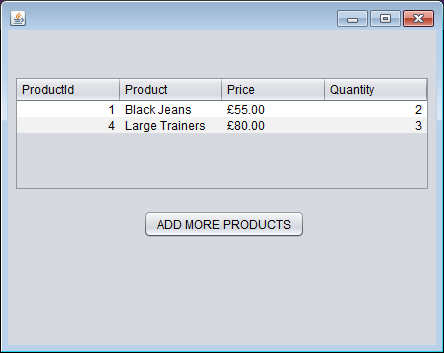 ProductId Product Price Quantity
1 Black Jeans £55.00 2
4 Large Trainers £80.00 3
ADD MORE PRODUCTS